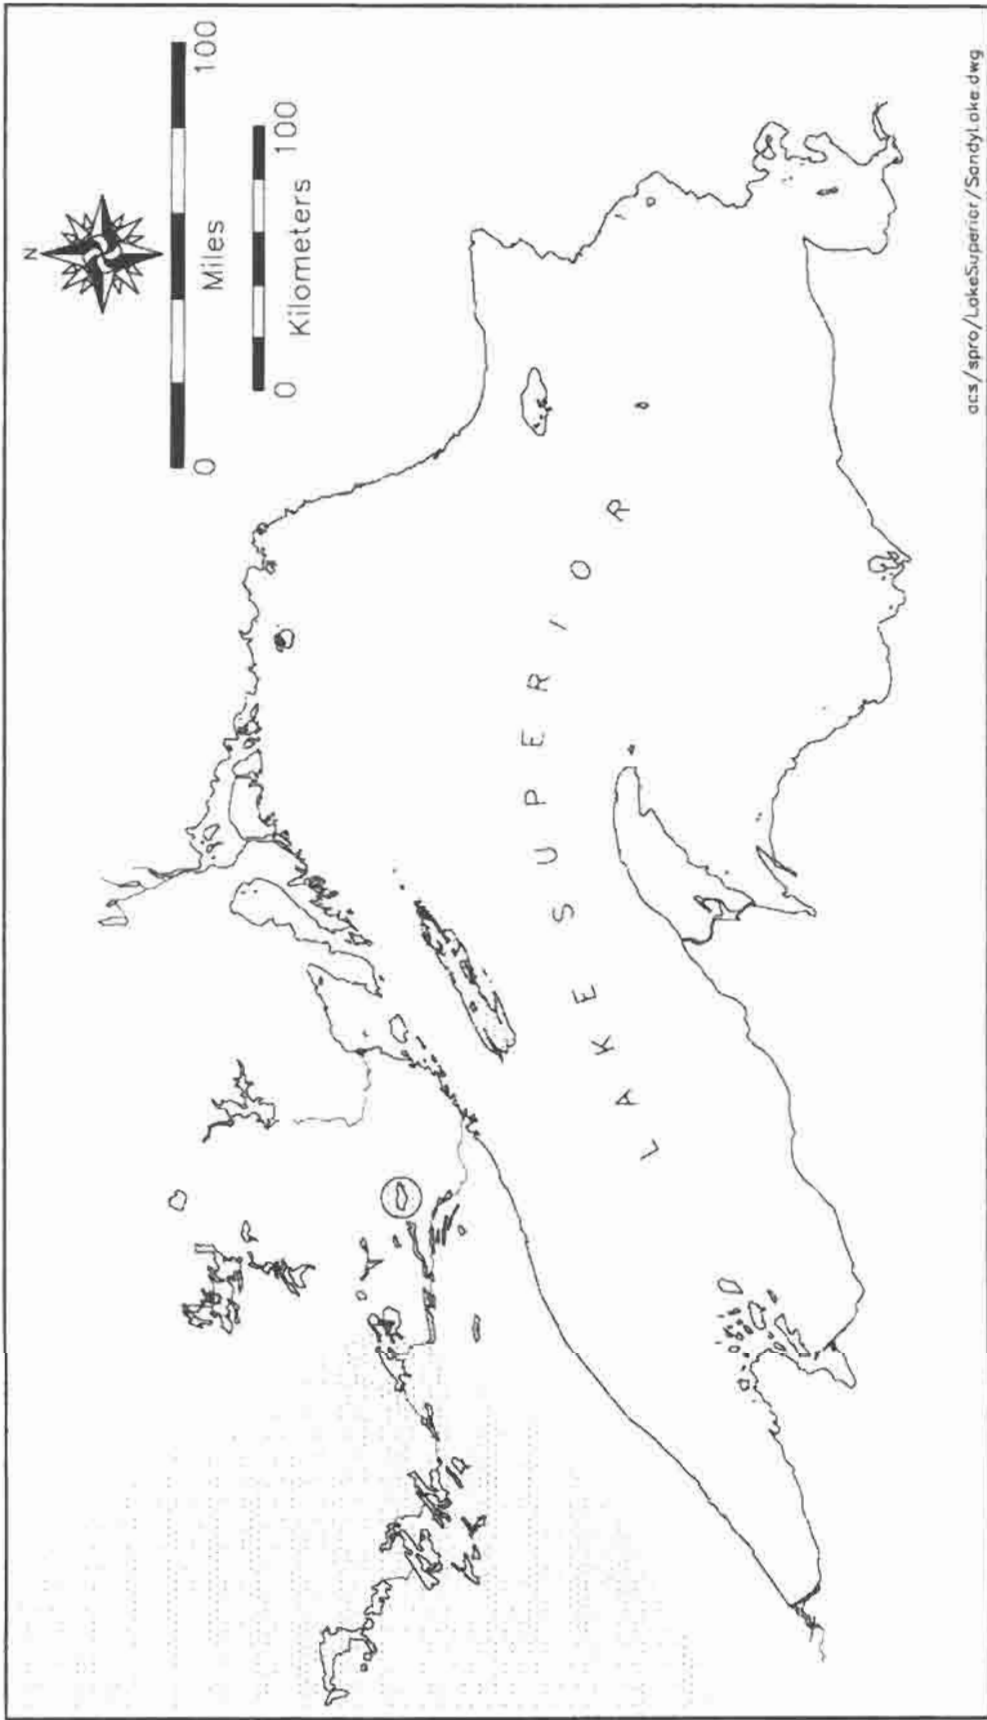 N
0 100
Miles
0 100
Kilometers
LAKE SUPERIOR
acs/spro/LakeSuperior/SandyLake.dwg